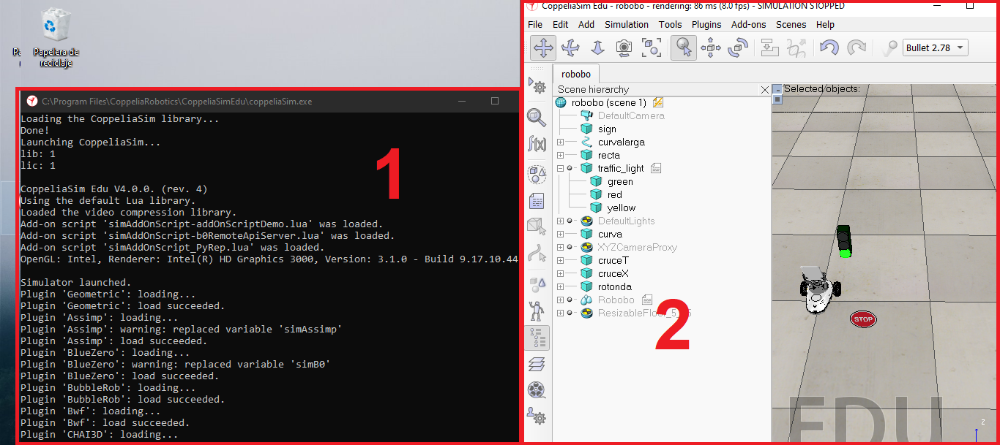 Papelera de
reciclaje
C:\Program Files\CoppeliaRobotics\CoppeliaSimEdu\coppeliaSim.exe
Loading the CoppeliaSim library...
Done!
Launching CoppeliaSim...
lib: 1
lic: 1
CoppeliaSim Edu V4.0.0. (rev. 4)
Using the default Lua library.
Loaded the video compression library.
Add-on script 'simAddOnScript-addOnScriptDemo.lua' was loaded.
Add-on script 'simAddOnScript-b0RemoteApiServer.lua' was loaded.
Add-on script 'simAddOnScript_PyRep.lua' was loaded.
OpenGL: Intel, Renderer: Intel(R) HD Graphics 3000, Version: 3.1.0 - Build 9.17.10.44
Simulator launched.
Plugin 'Geometric': loading...
Plugin 'Geometric': load succeeded.
Plugin 'Assimp': loading...
Plugin 'Assimp': warning: replaced variable 'simAssimp'
Plugin 'Assimp': load succeeded.
Plugin 'BlueZero': loading...
Plugin 'BlueZero': warning: replaced variable 'simB0'
Plugin 'BlueZero': load succeeded.
Plugin 'BubbleRob': loading...
Plugin 'BubbleRob': load succeeded.
Plugin 'Bwf': loading...
Plugin 'Bwf': load succeeded.
Plugin 'CHAI3D': loading...
1
CoppeliaSim Edu - robobo - rendering: 86 ms (8.0 fps) - SIMULATION STOPPED
File Edit Add Simulation Tools Plugins Add-ons Scenes Help
Bullet 2.78
robobo
Scene hierarchy
Selected objects:
f(x)
robobo (scene 1)
DefaultCamera
sign
curvalarga
recta
traffic_light
green
red
yellow
DefaultLights
curva
XYZCameraProxy
cruceT
cruceX
rotonda
Robobo
2
STOP
EDU
z